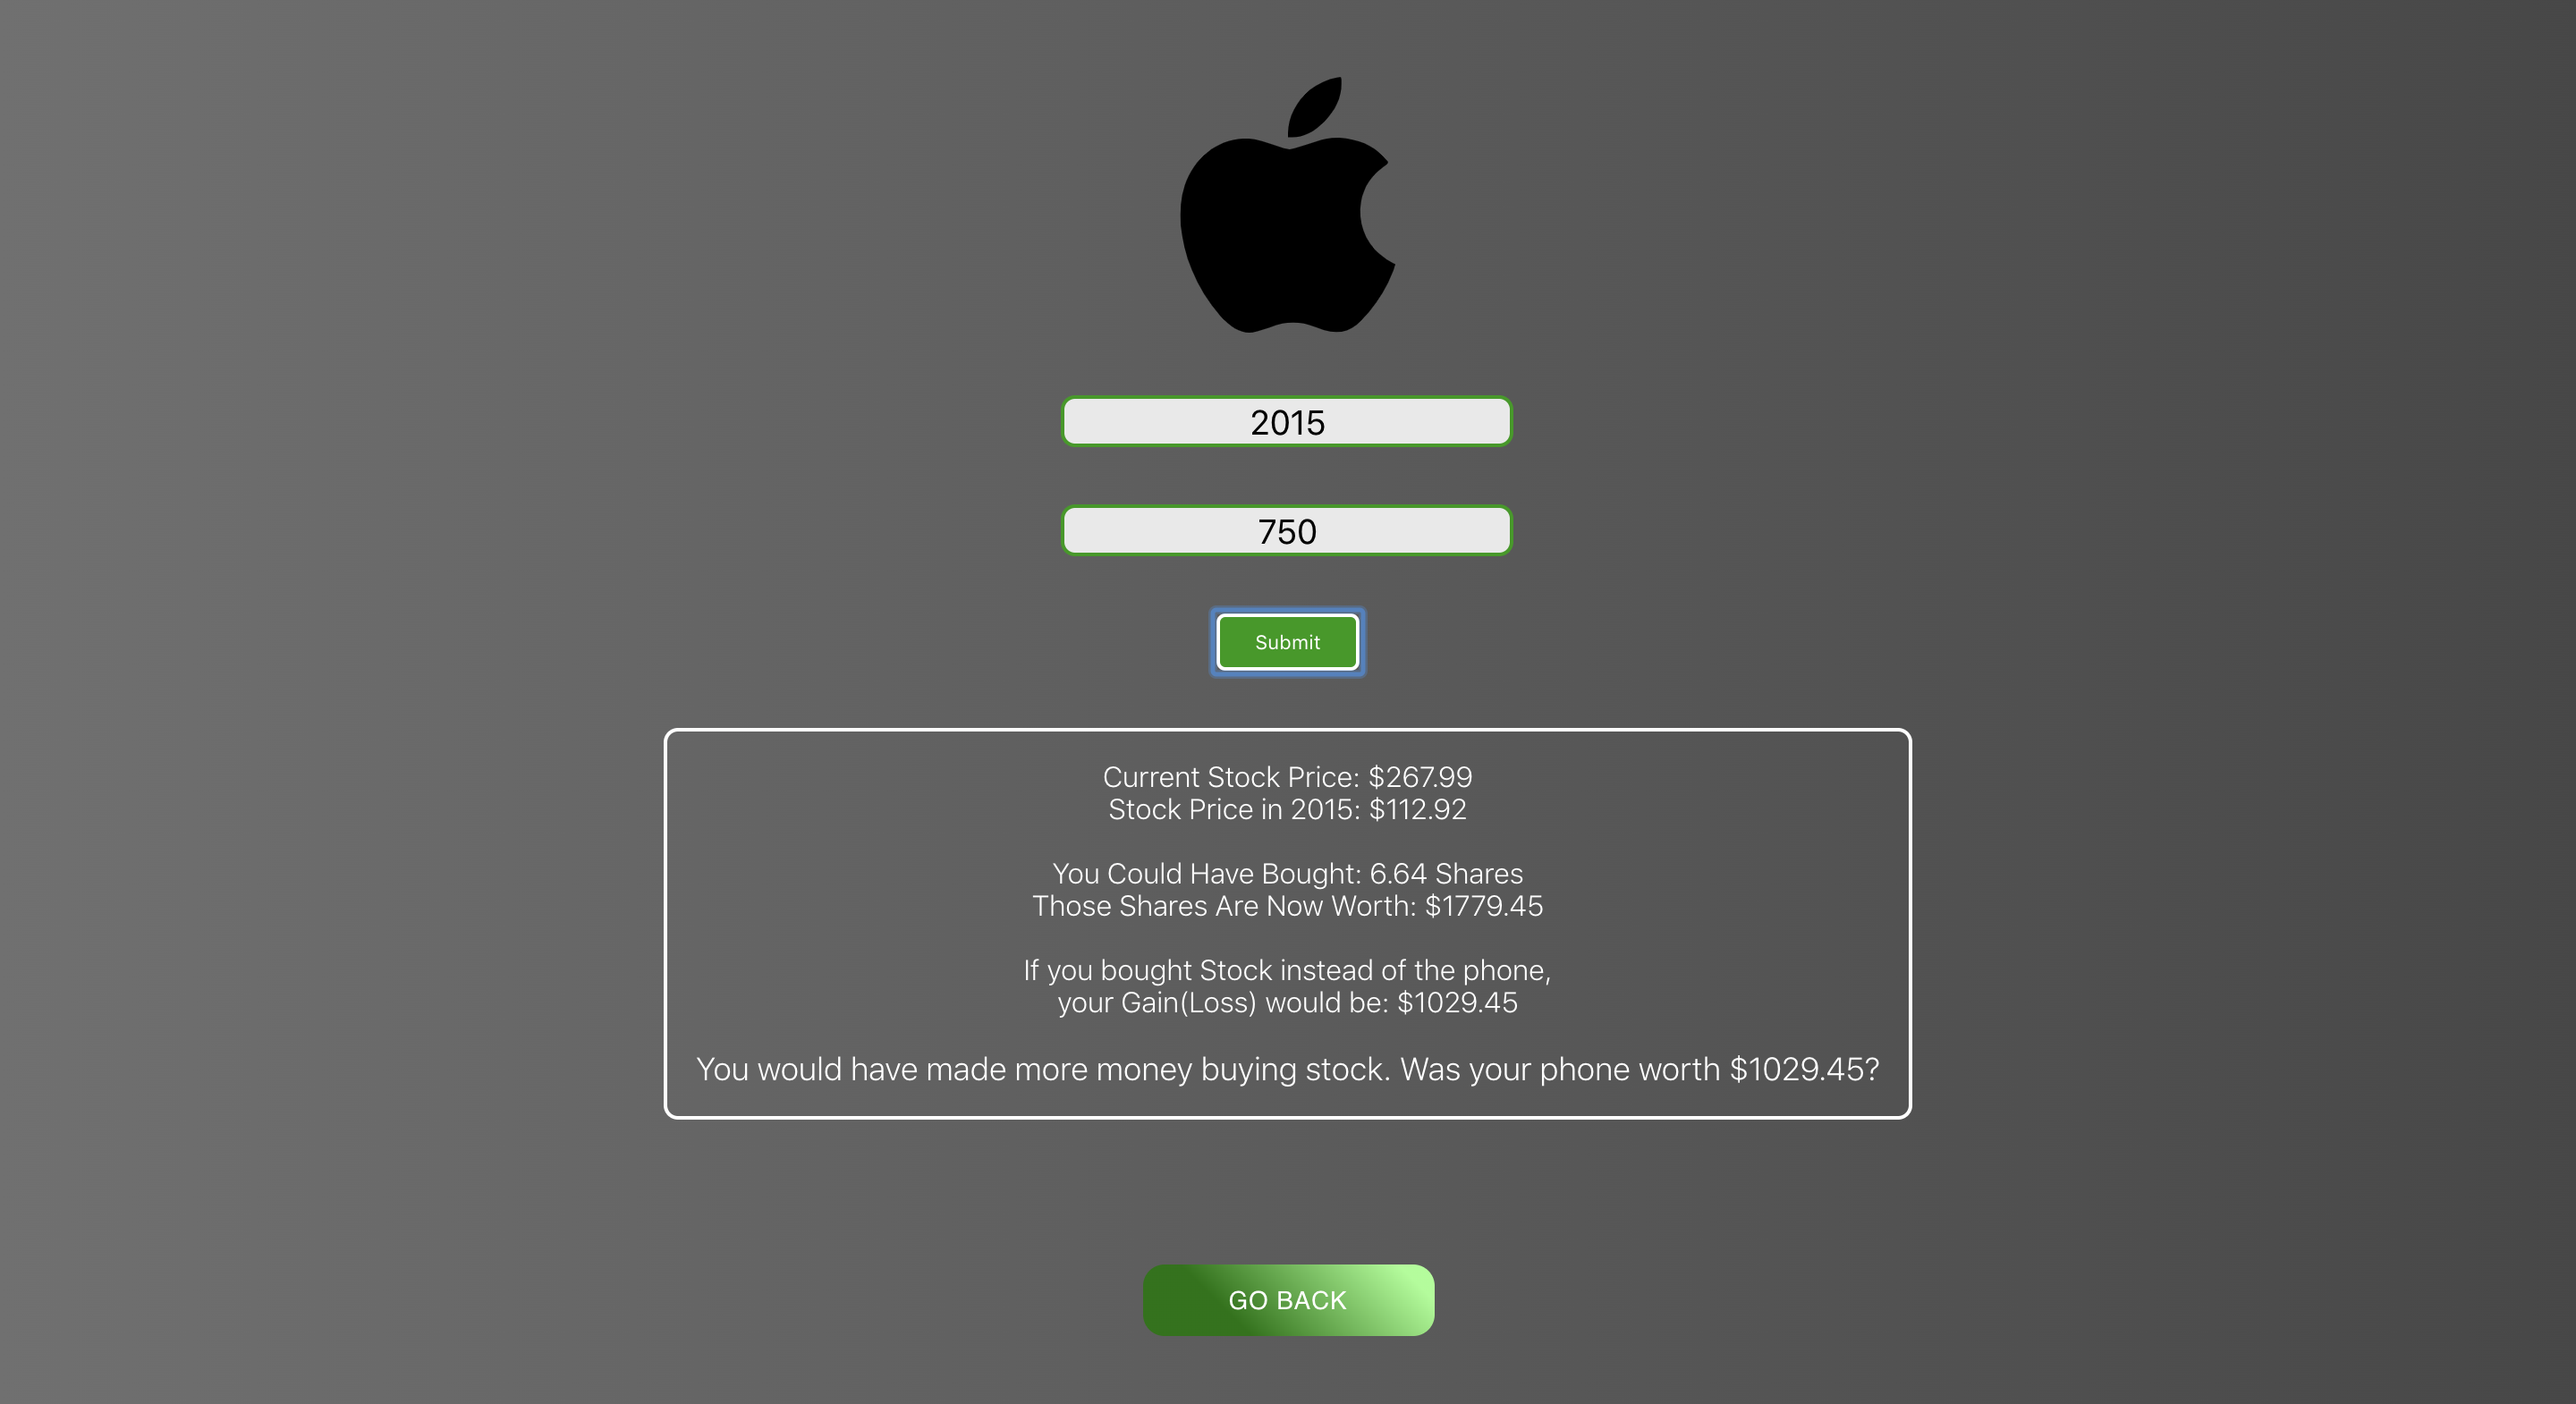 2015
750
Submit
Current Stock Price: $267.99
Stock Price in 2015: $112.92
You Could Have Bought: 6.64 Shares
Those Shares Are Now Worth: $1779.45
If you bought Stock instead of the phone,
your Gain(Loss) would be: $1029.45
You would have made more money buying stock. Was your phone worth $1029.45?
GO BACK